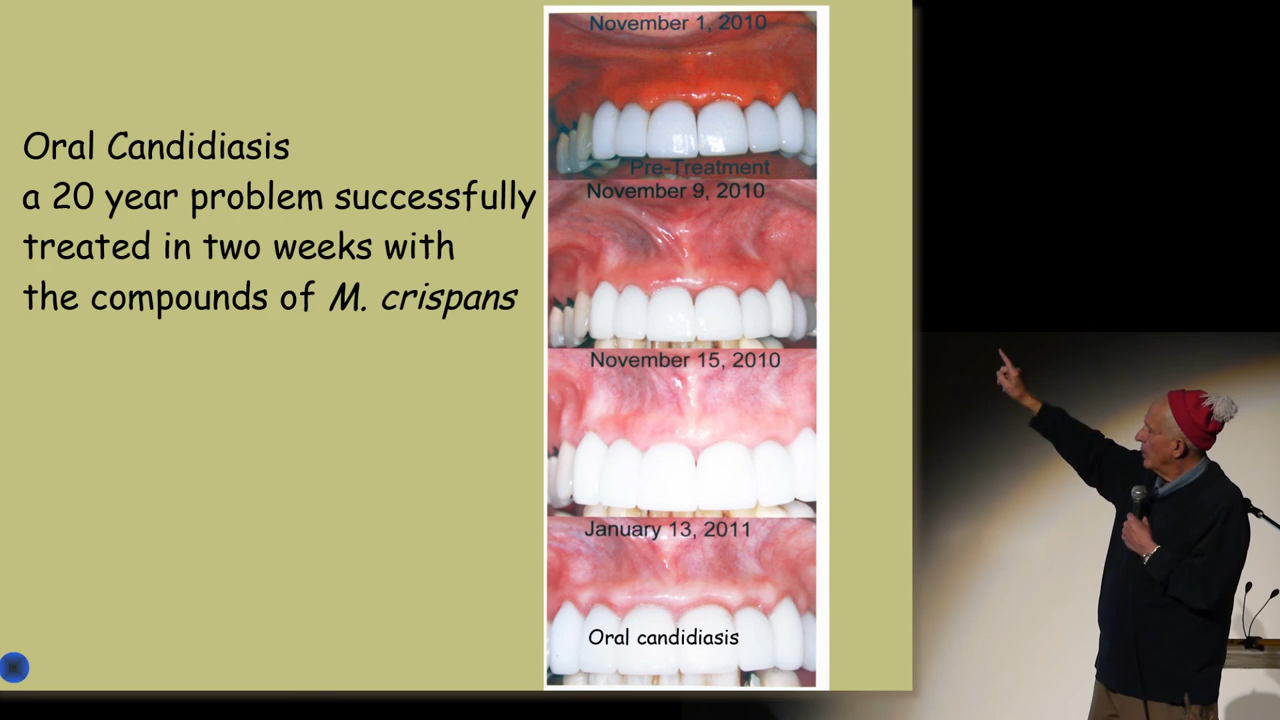 Oral Candidiasis
a 20 year problem successfully
treated in two weeks with
the compounds of M. crispans
November 1, 2010
Pre-Treatment
November 9, 2010
November 15, 2010
January 13, 2011
Oral candidiasis